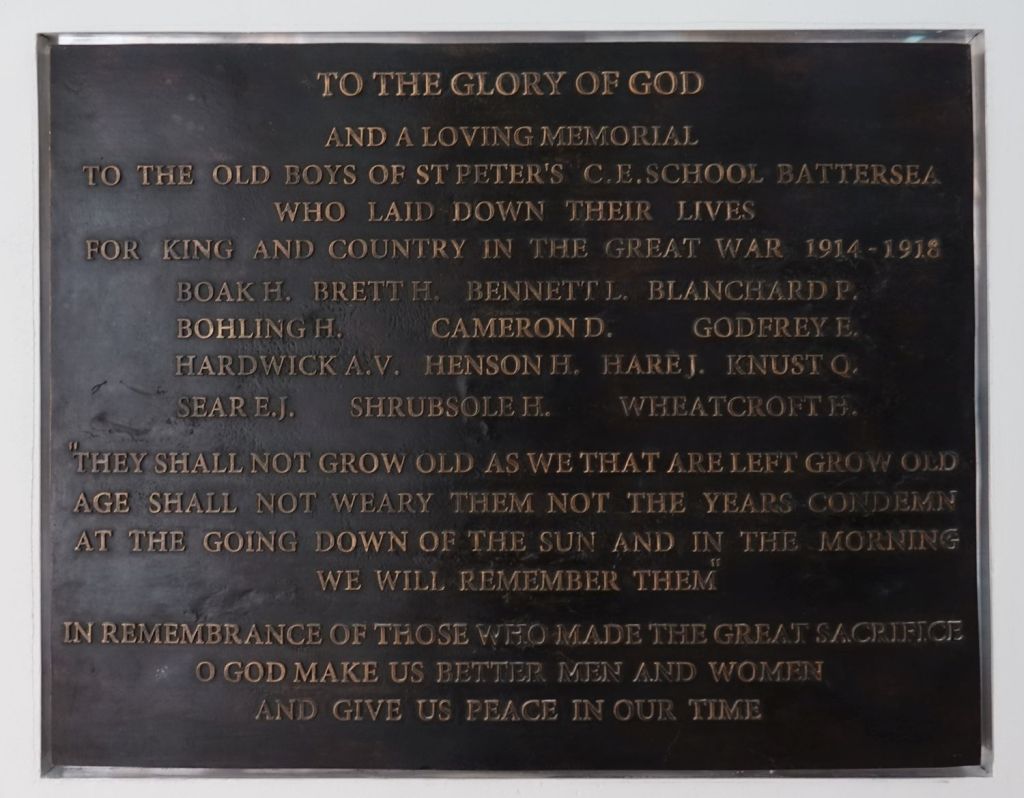 TO THE GLORY OF GOD
AND A LOVING MEMORIAL
TO THE OLD BOYS OF ST PETER'S C.E. SCHOOL BATTERSEA
WHO LAID DOWN THEIR LIVES
FOR KING AND COUNTRY IN THE GREAT WAR 1914-1918
BOAK H. BRETT H. BENNETT L. BLANCHARD P.
BOHLING H. CAMERON D. GODFREY E.
HARDWICK A.V. HENSON H. HARE J. KNUST Q.
SEAR E.J. SHRUBSOLE H. WHEATCROFT H.
"THEY SHALL NOT GROW OLD AS WE THAT ARE LEFT GROW OLD
AGE SHALL NOT WEARY THEM NOT THE YEARS CONDEMN
AT THE GOING DOWN OF THE SUN AND IN THE MORNING
WE WILL REMEMBER THEM"
IN REMEMBRANCE OF THOSE WHO MADE THE GREAT SACRIFICE
O GOD MAKE US BETTER MEN AND WOMEN
AND GIVE US PEACE IN OUR TIME